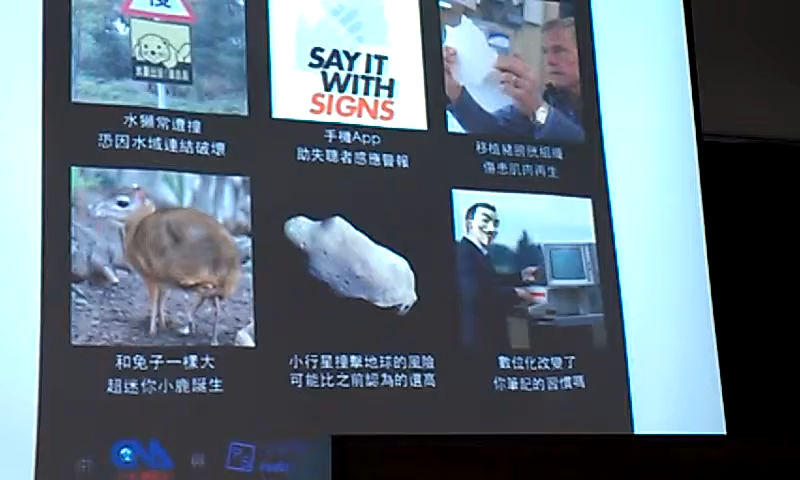 慢
SAY IT
WITH
SIGNS
水獺常遭撞
恐因水域連結破壞
手機App
助失聰者感應警報
移植豬膀胱組織
傷患肌肉再生
和兔子一樣大
超迷你小鹿誕生
小行星撞擊地球的風險
可能比之前認為的還高
數位化改變了
你筆記的習慣嗎
由
CNA
與